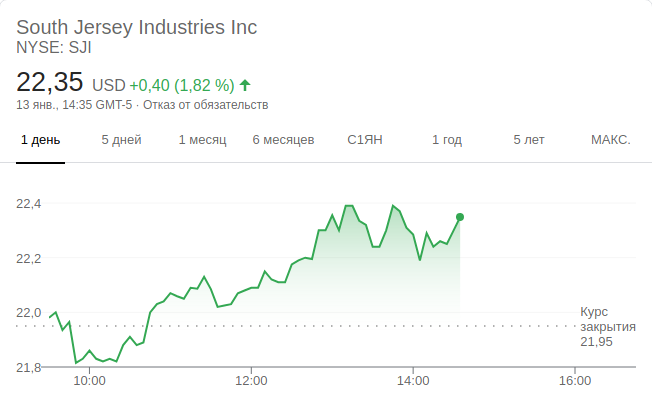 South Jersey Industries Inc
NYSE: SJI
22,35 USD +0,40 (1,82 %)
13 янв., 14:35 GMT-5 · Отказ от обязательств
1 день 5 дней 1 месяц 6 месяцев С1ЯН 1 год 5 лет МАКС.
22,4
22,2
22,0
21,8
Курс
закрытия
21,95
10:00 12:00 14:00 16:00